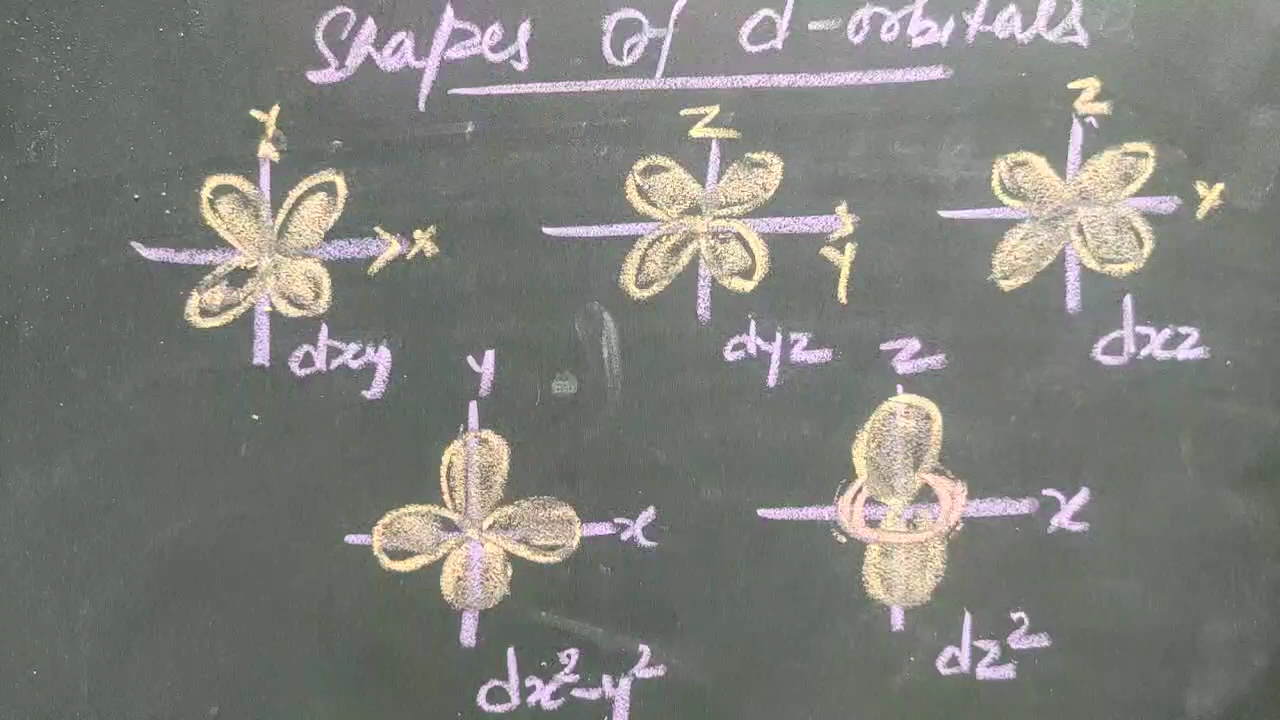 Shapes Of d-orbitals
Y Z Z
x Y x
dxy dyz dxz
y z
x x
dx²-y² dz²